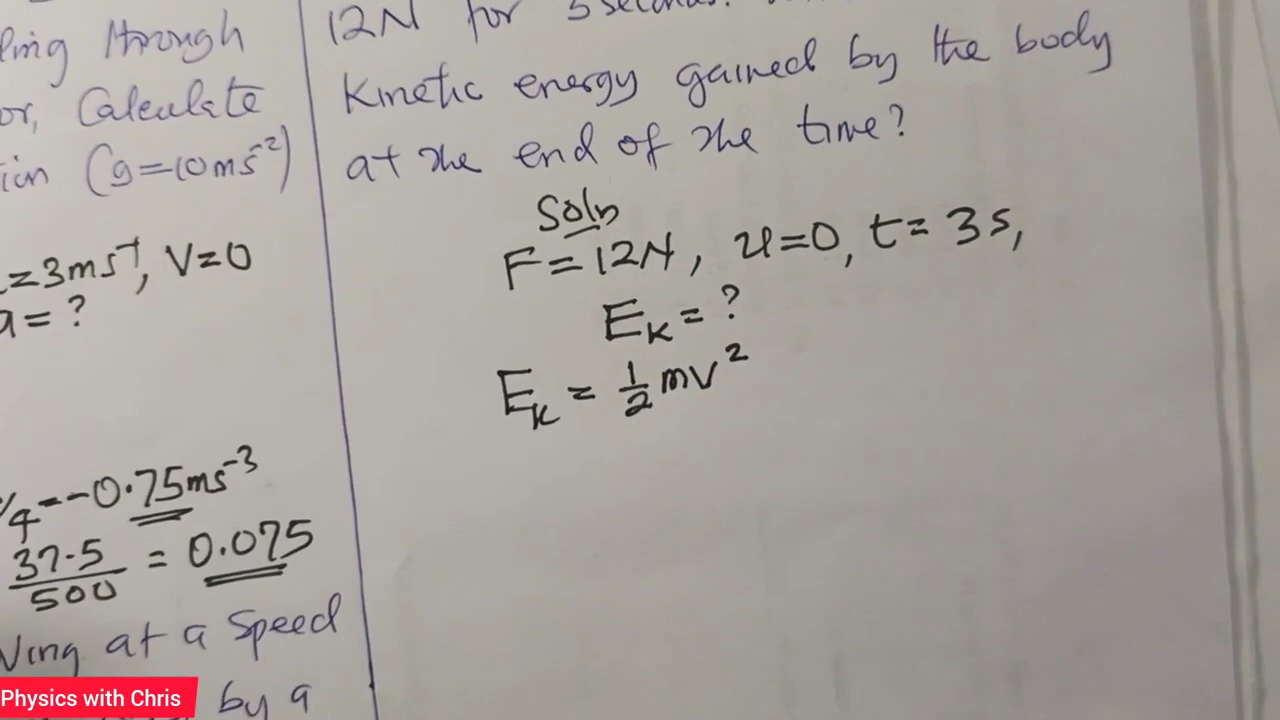 through
or, Calculate
(g=10ms⁻²)
=3ms⁻¹, V=0
a=?
/4=-0.75ms⁻³
37.5/500 = 0.075
ving at a Speed
by a
12N for 3 seconds.
Kinetic energy gained by the body
at the end of the time?
Soln
F=12N, u=0, t=3s,
Eₖ=?
Eₖ = ½mv²
Physics with Chris